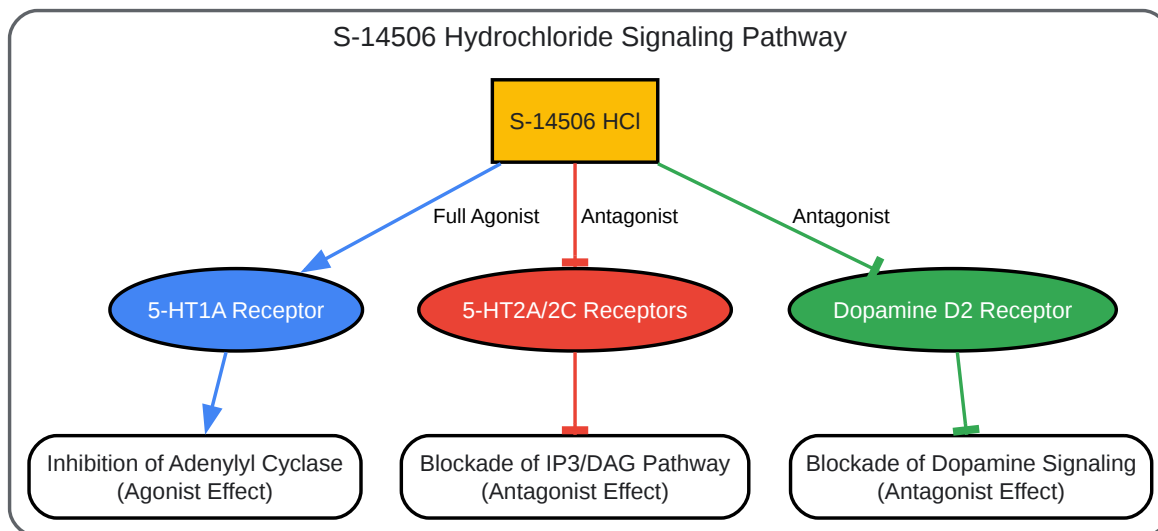 S-14506 Hydrochloride Signaling Pathway
S-14506 HCl
Full Agonist
Antagonist
Antagonist
5-HT1A Receptor
5-HT2A/2C Receptors
Dopamine D2 Receptor
Inhibition of Adenylyl Cyclase
(Agonist Effect)
Blockade of IP3/DAG Pathway
(Antagonist Effect)
Blockade of Dopamine Signaling
(Antagonist Effect)